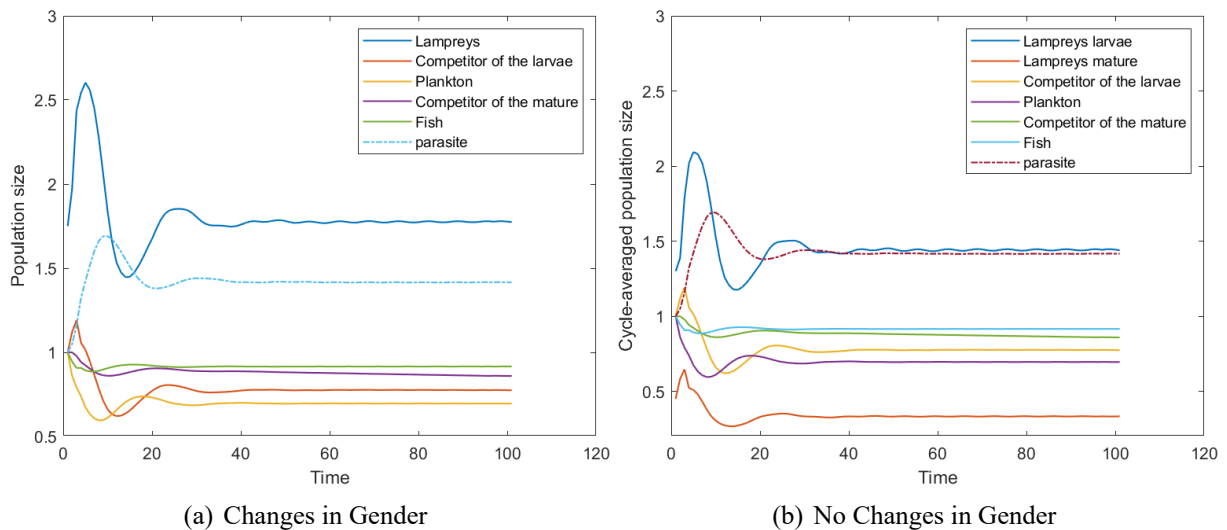 3
2.5
2
1.5
1
0.5
Population size
0
20
40
60
80
100
120
Time
Lampreys
Competitor of the larvae
Plankton
Competitor of the mature
Fish
parasite
(a) Changes in Gender
3
2.5
2
1.5
1
0.5
Cycle-averaged population size
0
20
40
60
80
100
120
Time
Lampreys larvae
Lampreys mature
Competitor of the larvae
Plankton
Competitor of the mature
Fish
parasite
(b) No Changes in Gender